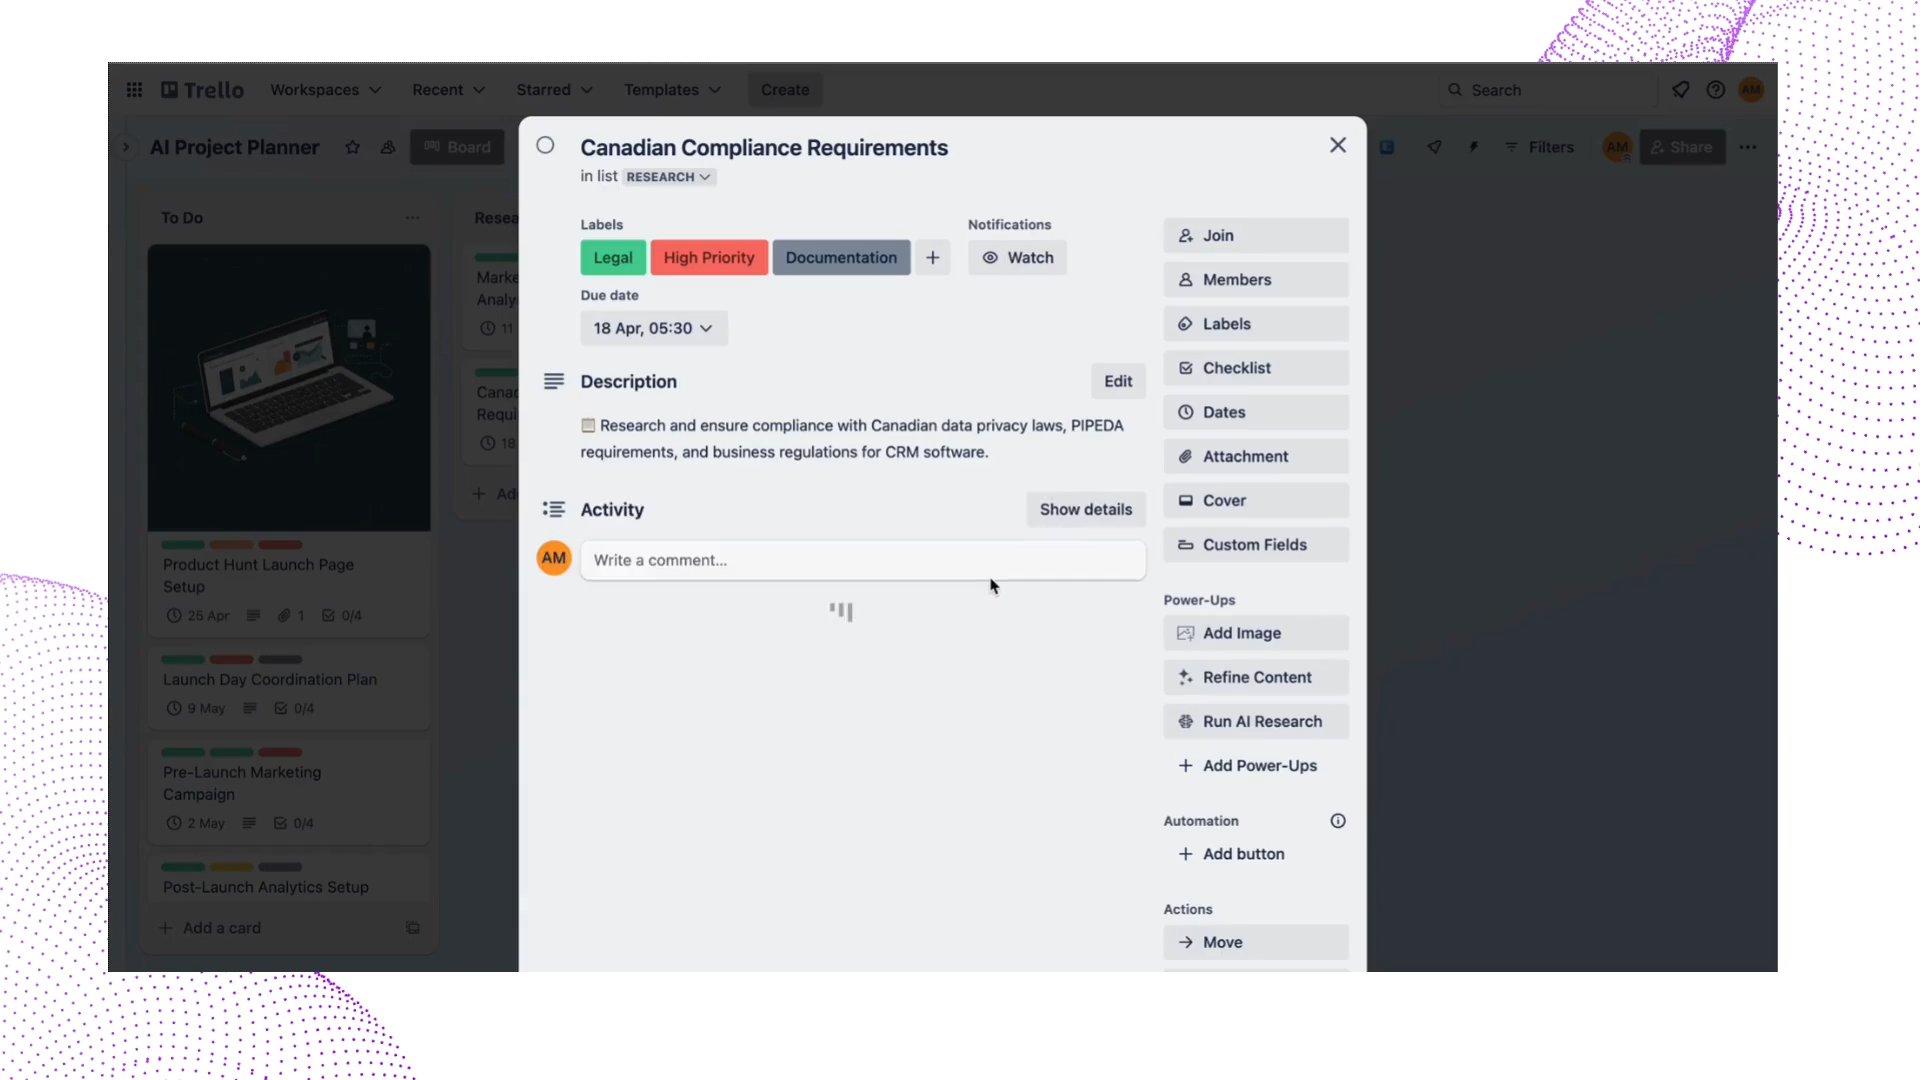 Trello Workspaces Recent Starred Templates Create Search AM
AI Project Planner Board Filters AM Share
To Do
Product Hunt Launch Page
Setup
25 Apr 1 0/4
Launch Day Coordination Plan
9 May 0/4
Pre-Launch Marketing
Campaign
2 May 0/4
Post-Launch Analytics Setup
Add a card
Canadian Compliance Requirements
in list RESEARCH
Labels
Legal High Priority Documentation
Notifications
Watch
Due date
18 Apr, 05:30
Description Edit
Research and ensure compliance with Canadian data privacy laws, PIPEDA
requirements, and business regulations for CRM software.
Activity Show details
AM Write a comment...
Join
Members
Labels
Checklist
Dates
Attachment
Cover
Custom Fields
Power-Ups
Add Image
Refine Content
Run AI Research
Add Power-Ups
Automation
Add button
Actions
Move